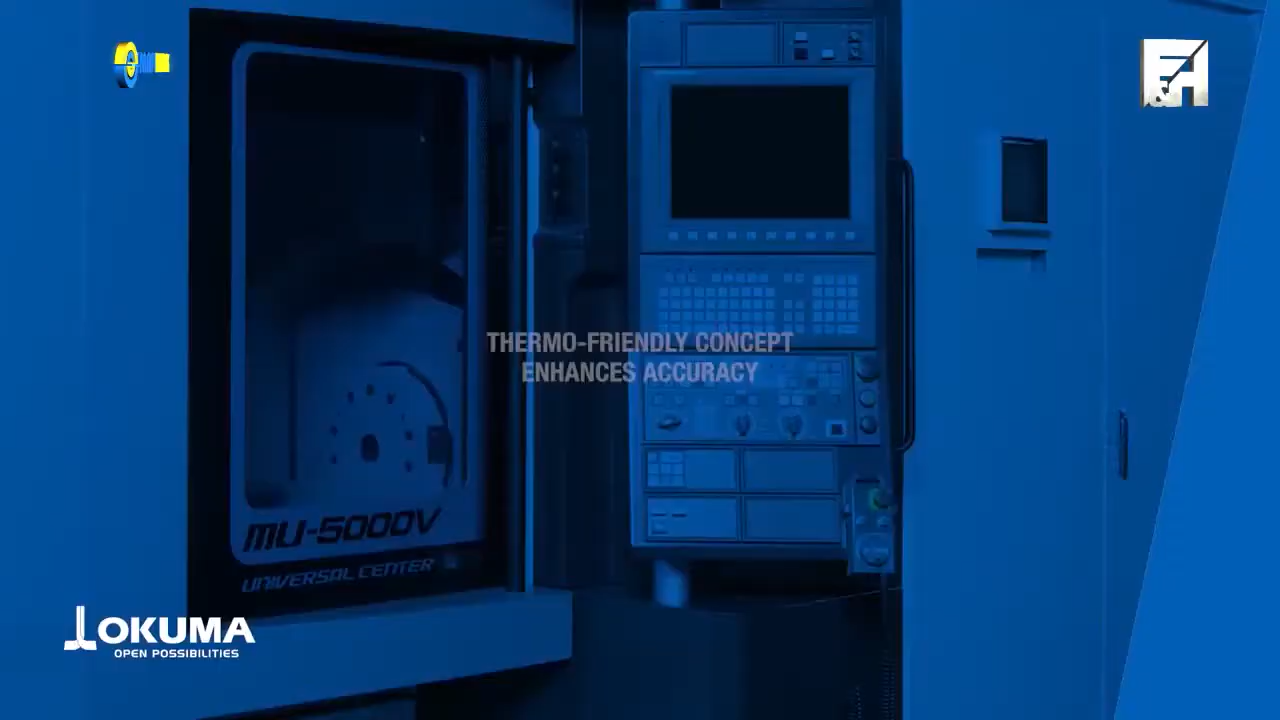 E&H
THERMO-FRIENDLY CONCEPT
ENHANCES ACCURACY
MU-5000V
UNIVERSAL CENTER
OKUMA
OPEN POSSIBILITIES